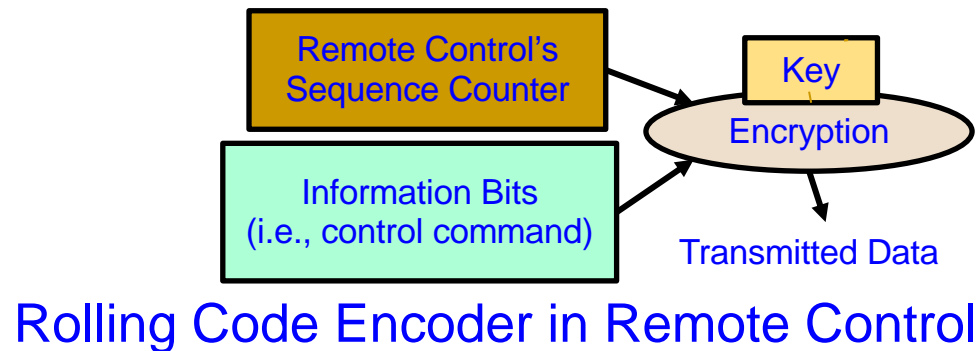 Remote Control's
Sequence Counter
Key
Encryption
Information Bits
(i.e., control command)
Transmitted Data
Rolling Code Encoder in Remote Control